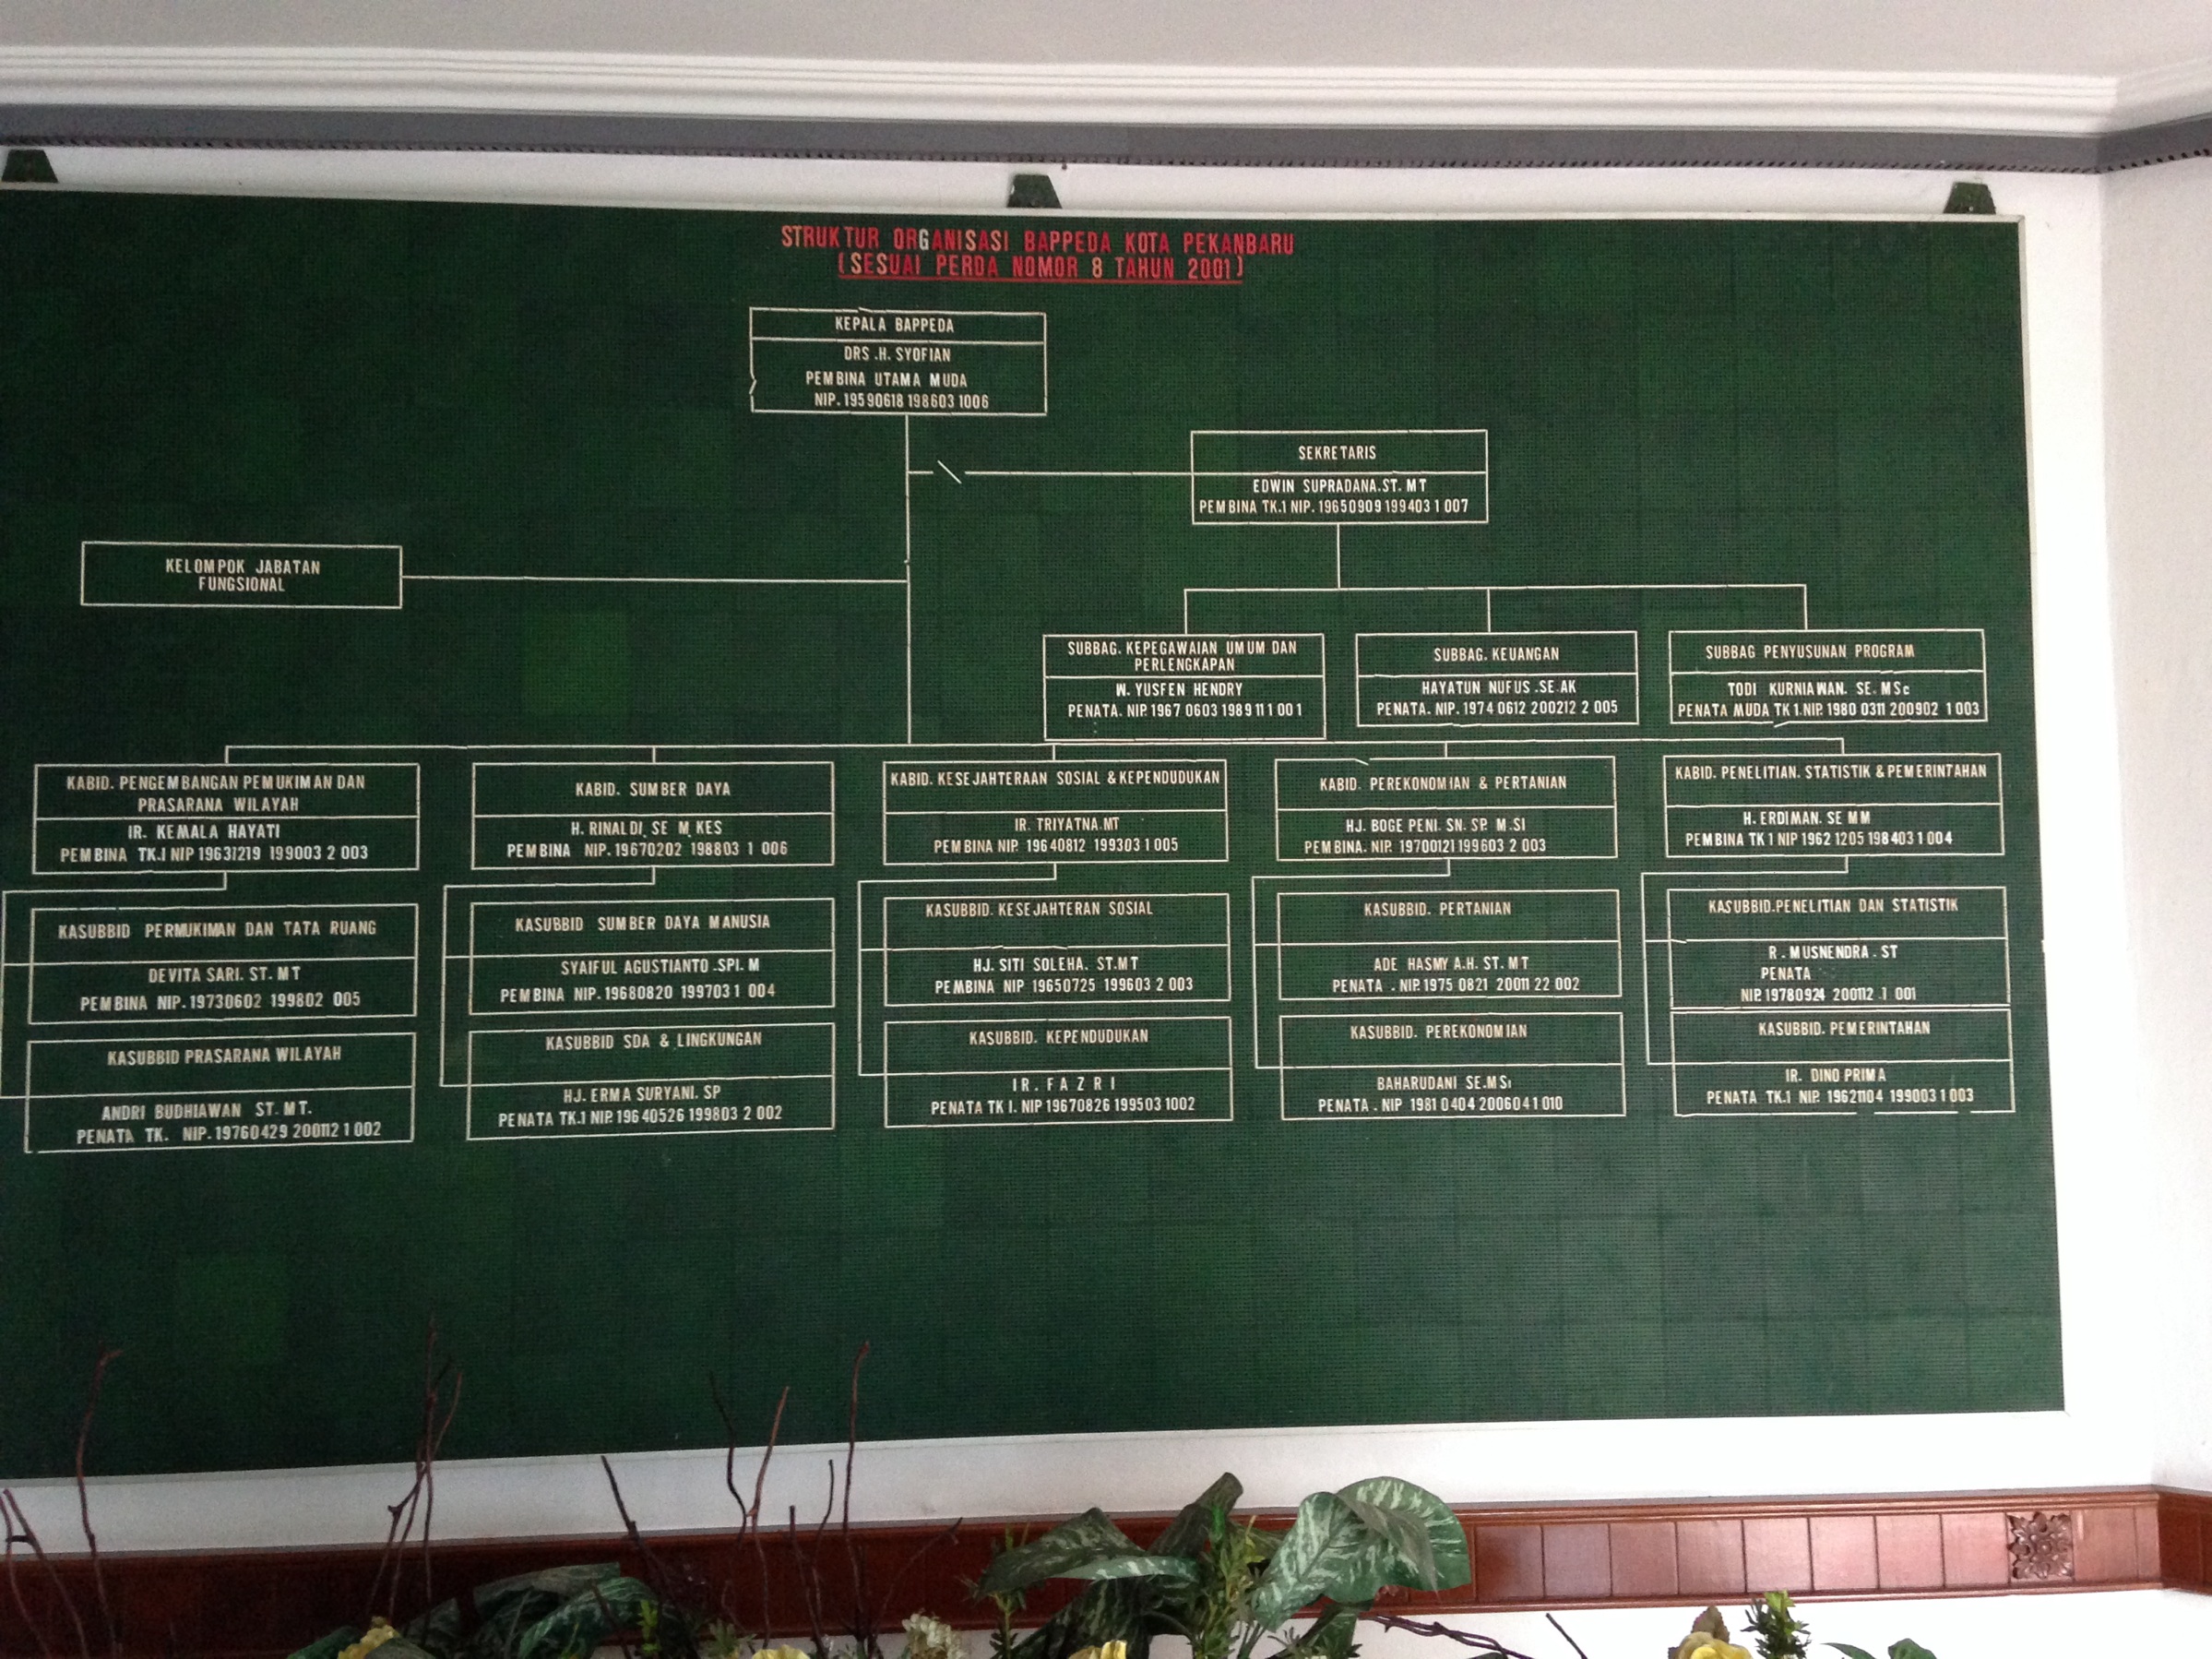 STRUKTUR ORGANISASI BAPPEDA KOTA PEKANBARU
(SESUAI PERDA NOMOR 8 TAHUN 2001)
KEPALA BAPPEDA
DRS .H. SYOFIAN
PEMBINA UTAMA MUDA
NIP. 19590618 198603 1006
SEKRETARIS
EDWIN SUPRADANA.ST. MT
PEMBINA TK.1 NIP. 19650909 199403 1 007
KELOMPOK JABATAN
FUNGSIONAL
SUBBAG. KEPEGAWAIAN UMUM DAN
PERLENGKAPAN
W. YUSFEN HENDRY
PENATA. NIP. 1967 0603 1989 11 1 001
SUBBAG. KEUANGAN
HAYATUN NUFUS .SE. AK
PENATA. NIP. 1974 0612 200212 2 005
SUBBAG PENYUSUNAN PROGRAM
TODI KURNIAWAN. SE. MSc
PENATA MUDA TK 1.NIP. 1980 0311 200902 1 003
KABID. PENGEMBANGAN PEMUKIMAN DAN
PRASARANA WILAYAH
IR. KEMALA HAYATI
PEMBINA TK.I NIP 19631219 199003 2 003
KABID. SUMBER DAYA
H. RINALDI. SE M. KES
PEMBINA NIP. 19670202 198803 1 006
KABID. KESEJAHTERAAN SOSIAL & KEPENDUDUKAN
IR. TRIYATNA.MT
PEMBINA NIP. 19640812 199303 1 005
KABID. PEREKONOMIAN & PERTANIAN
HJ. BOGE PENI. SN. SP. M.SI
PEMBINA. NIP. 19700121 199603 2 003
KABID. PENELITIAN. STATISTIK & PEMERINTAHAN
H. ERDIMAN. SE MM
PEMBINA TK 1 NIP 1962 1205 198403 1 004
KASUBBID PERMUKIMAN DAN TATA RUANG
DEVITA SARI. ST. MT
PEMBINA NIP. 19730602 199802 005
KASUBBID SUMBER DAYA MANUSIA
SYAIFUL AGUSTIANTO .SPI. M
PEMBINA NIP. 19680820 199703 1 004
KASUBBID. KESEJAHTERAN SOSIAL
HJ. SITI SOLEHA. ST.MT
PEMBINA NIP 19650725 199603 2 003
KASUBBID. PERTANIAN
ADE HASMY A.H. ST. MT
PENATA . NIP. 1975 0821 20011 22 002
KASUBBID.PENELITIAN DAN STATISTIK
R . MUSNENDRA . ST
PENATA
NIP. 19780924 200112 .1 001
KASUBBID PRASARANA WILAYAH
ANDRI BUDHIAWAN ST. MT.
PENATA TK. NIP. 19760429 200112 1 002
KASUBBID SDA & LINGKUNGAN
HJ. ERMA SURYANI. SP
PENATA TK.1 NIP. 19640526 199803 2 002
KASUBBID. KEPENDUDUKAN
IR. FAZRI
PENATA TK I. NIP 19670826 199503 1002
KASUBBID. PEREKONOMIAN
BAHARUDANI SE.MSi
PENATA . NIP 1981 0404 200604 1 010
KASUBBID. PEMERINTAHAN
IR. DINO PRIMA
PENATA TK.1 NIP. 19621104 199003 1 003